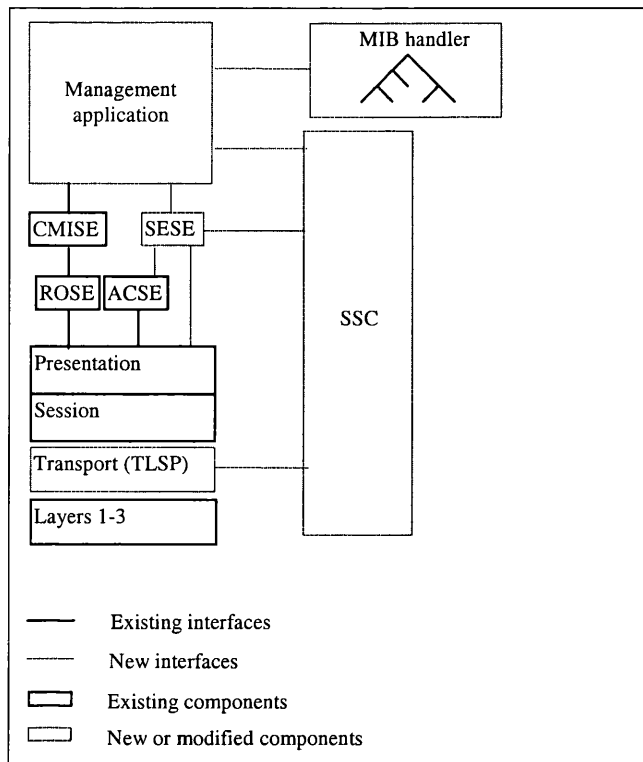 MIB handler
Management
application
CMISE
SESE
ROSE
ACSE
SSC
Presentation
Session
Transport (TLSP)
Layers 1-3
Existing interfaces
New interfaces
Existing components
New or modified components